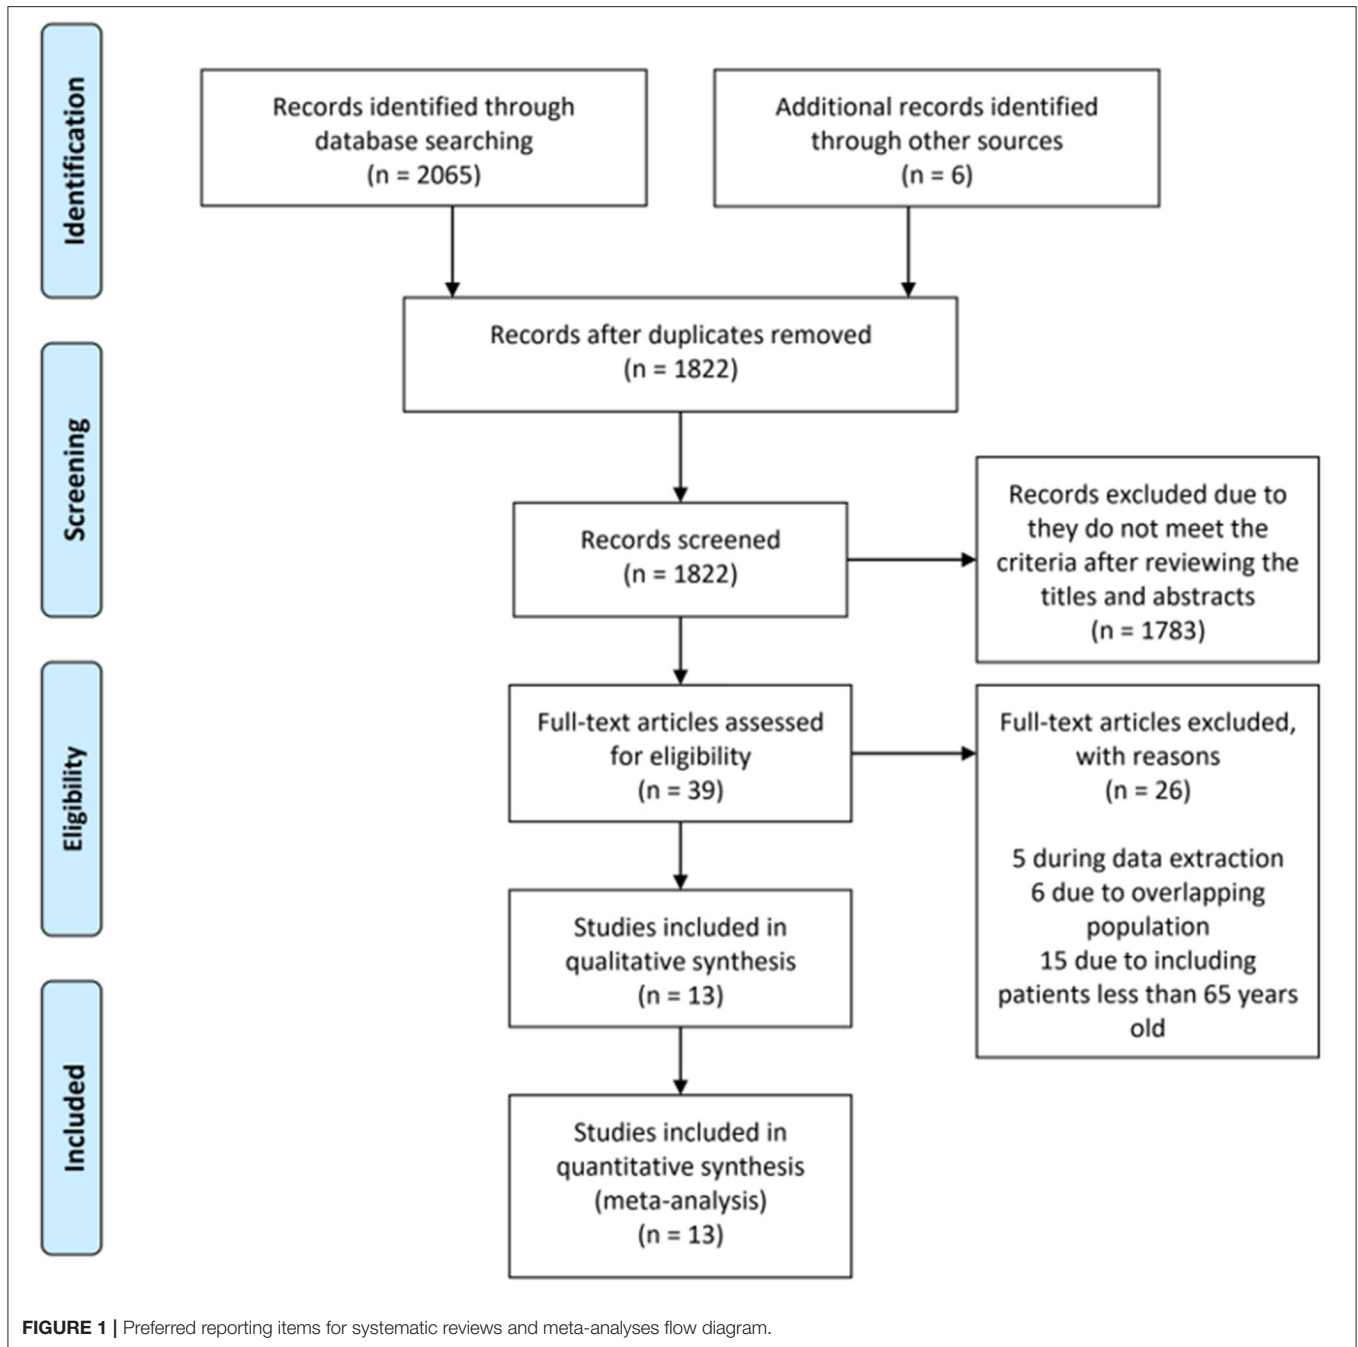 Identification
Records identified through
database searching
(n = 2065)
Additional records identified
through other sources
(n = 6)
Records after duplicates removed
(n = 1822)
Screening
Records screened
(n = 1822)
Records excluded due to
they do not meet the
criteria after reviewing the
titles and abstracts
(n = 1783)
Eligibility
Full-text articles assessed
for eligibility
(n = 39)
Full-text articles excluded,
with reasons
(n = 26)
5 during data extraction
6 due to overlapping
population
15 due to including
patients less than 65 years
old
Studies included in
qualitative synthesis
(n = 13)
Included
Studies included in
quantitative synthesis
(meta-analysis)
(n = 13)
FIGURE 1 | Preferred reporting items for systematic reviews and meta-analyses flow diagram.